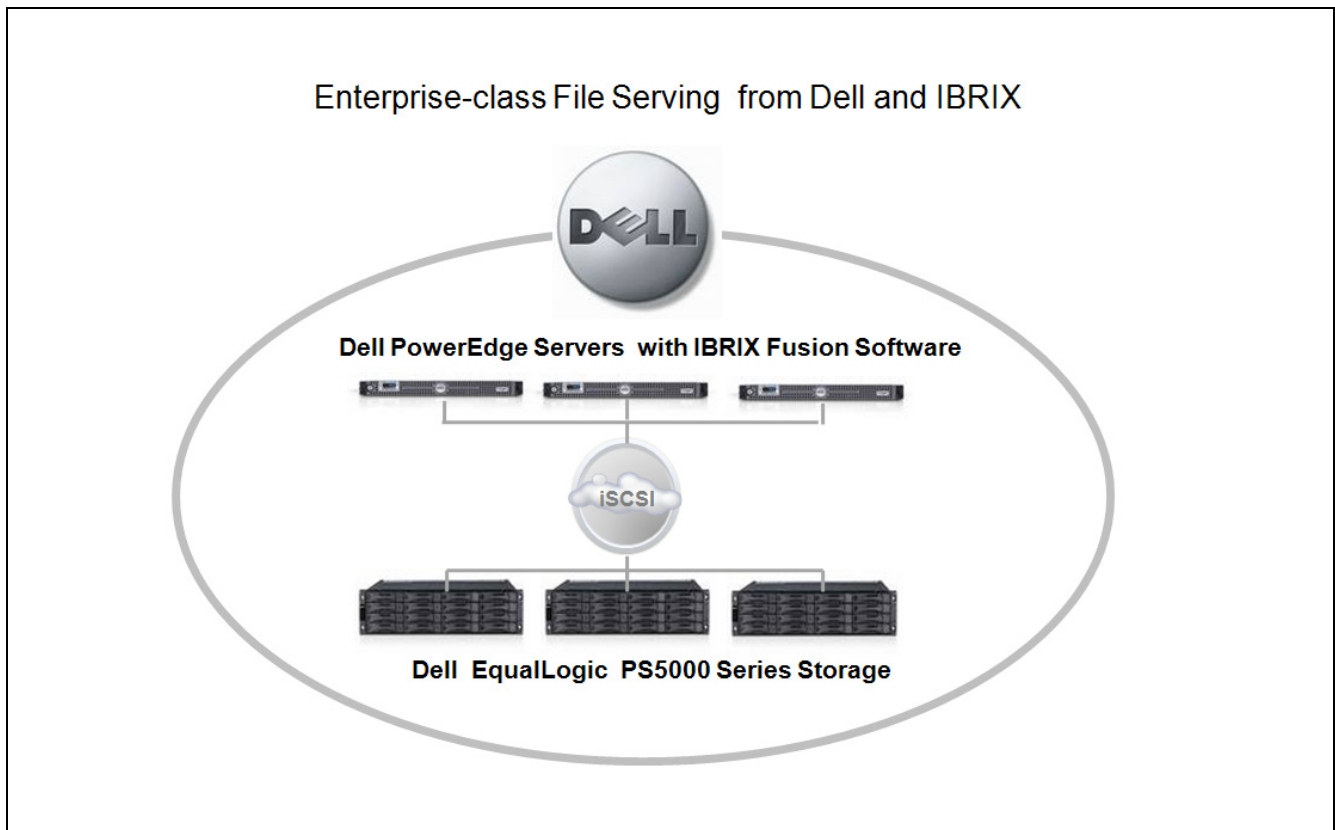 Enterprise-class File Serving from Dell and IBRIX
DELL
Dell PowerEdge Servers with IBRIX Fusion Software
iSCSI
Dell EqualLogic PS5000 Series Storage